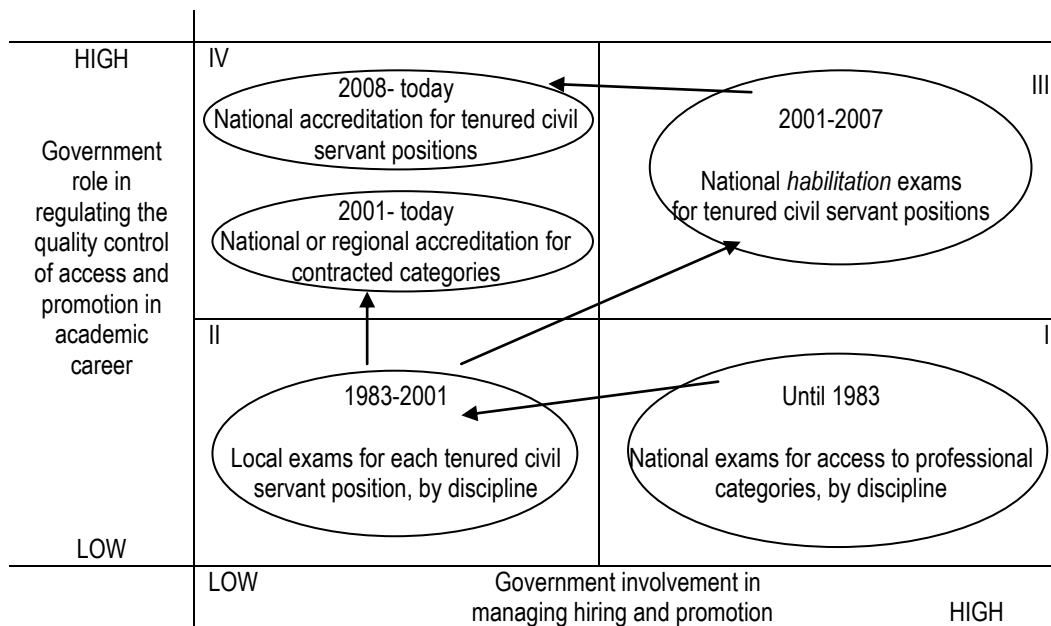 HIGH
Government
role in
regulating the
quality control
of access and
promotion in
academic
career
LOW
IV
2008- today
National accreditation for tenured civil
servant positions
2001- today
National or regional accreditation for
contracted categories
III
2001-2007
National habilitation exams
for tenured civil servant positions
II
1983-2001
Local exams for each tenured civil
servant position, by discipline
I
Until 1983
National exams for access to professional
categories, by discipline
LOW
Government involvement in
managing hiring and promotion
HIGH